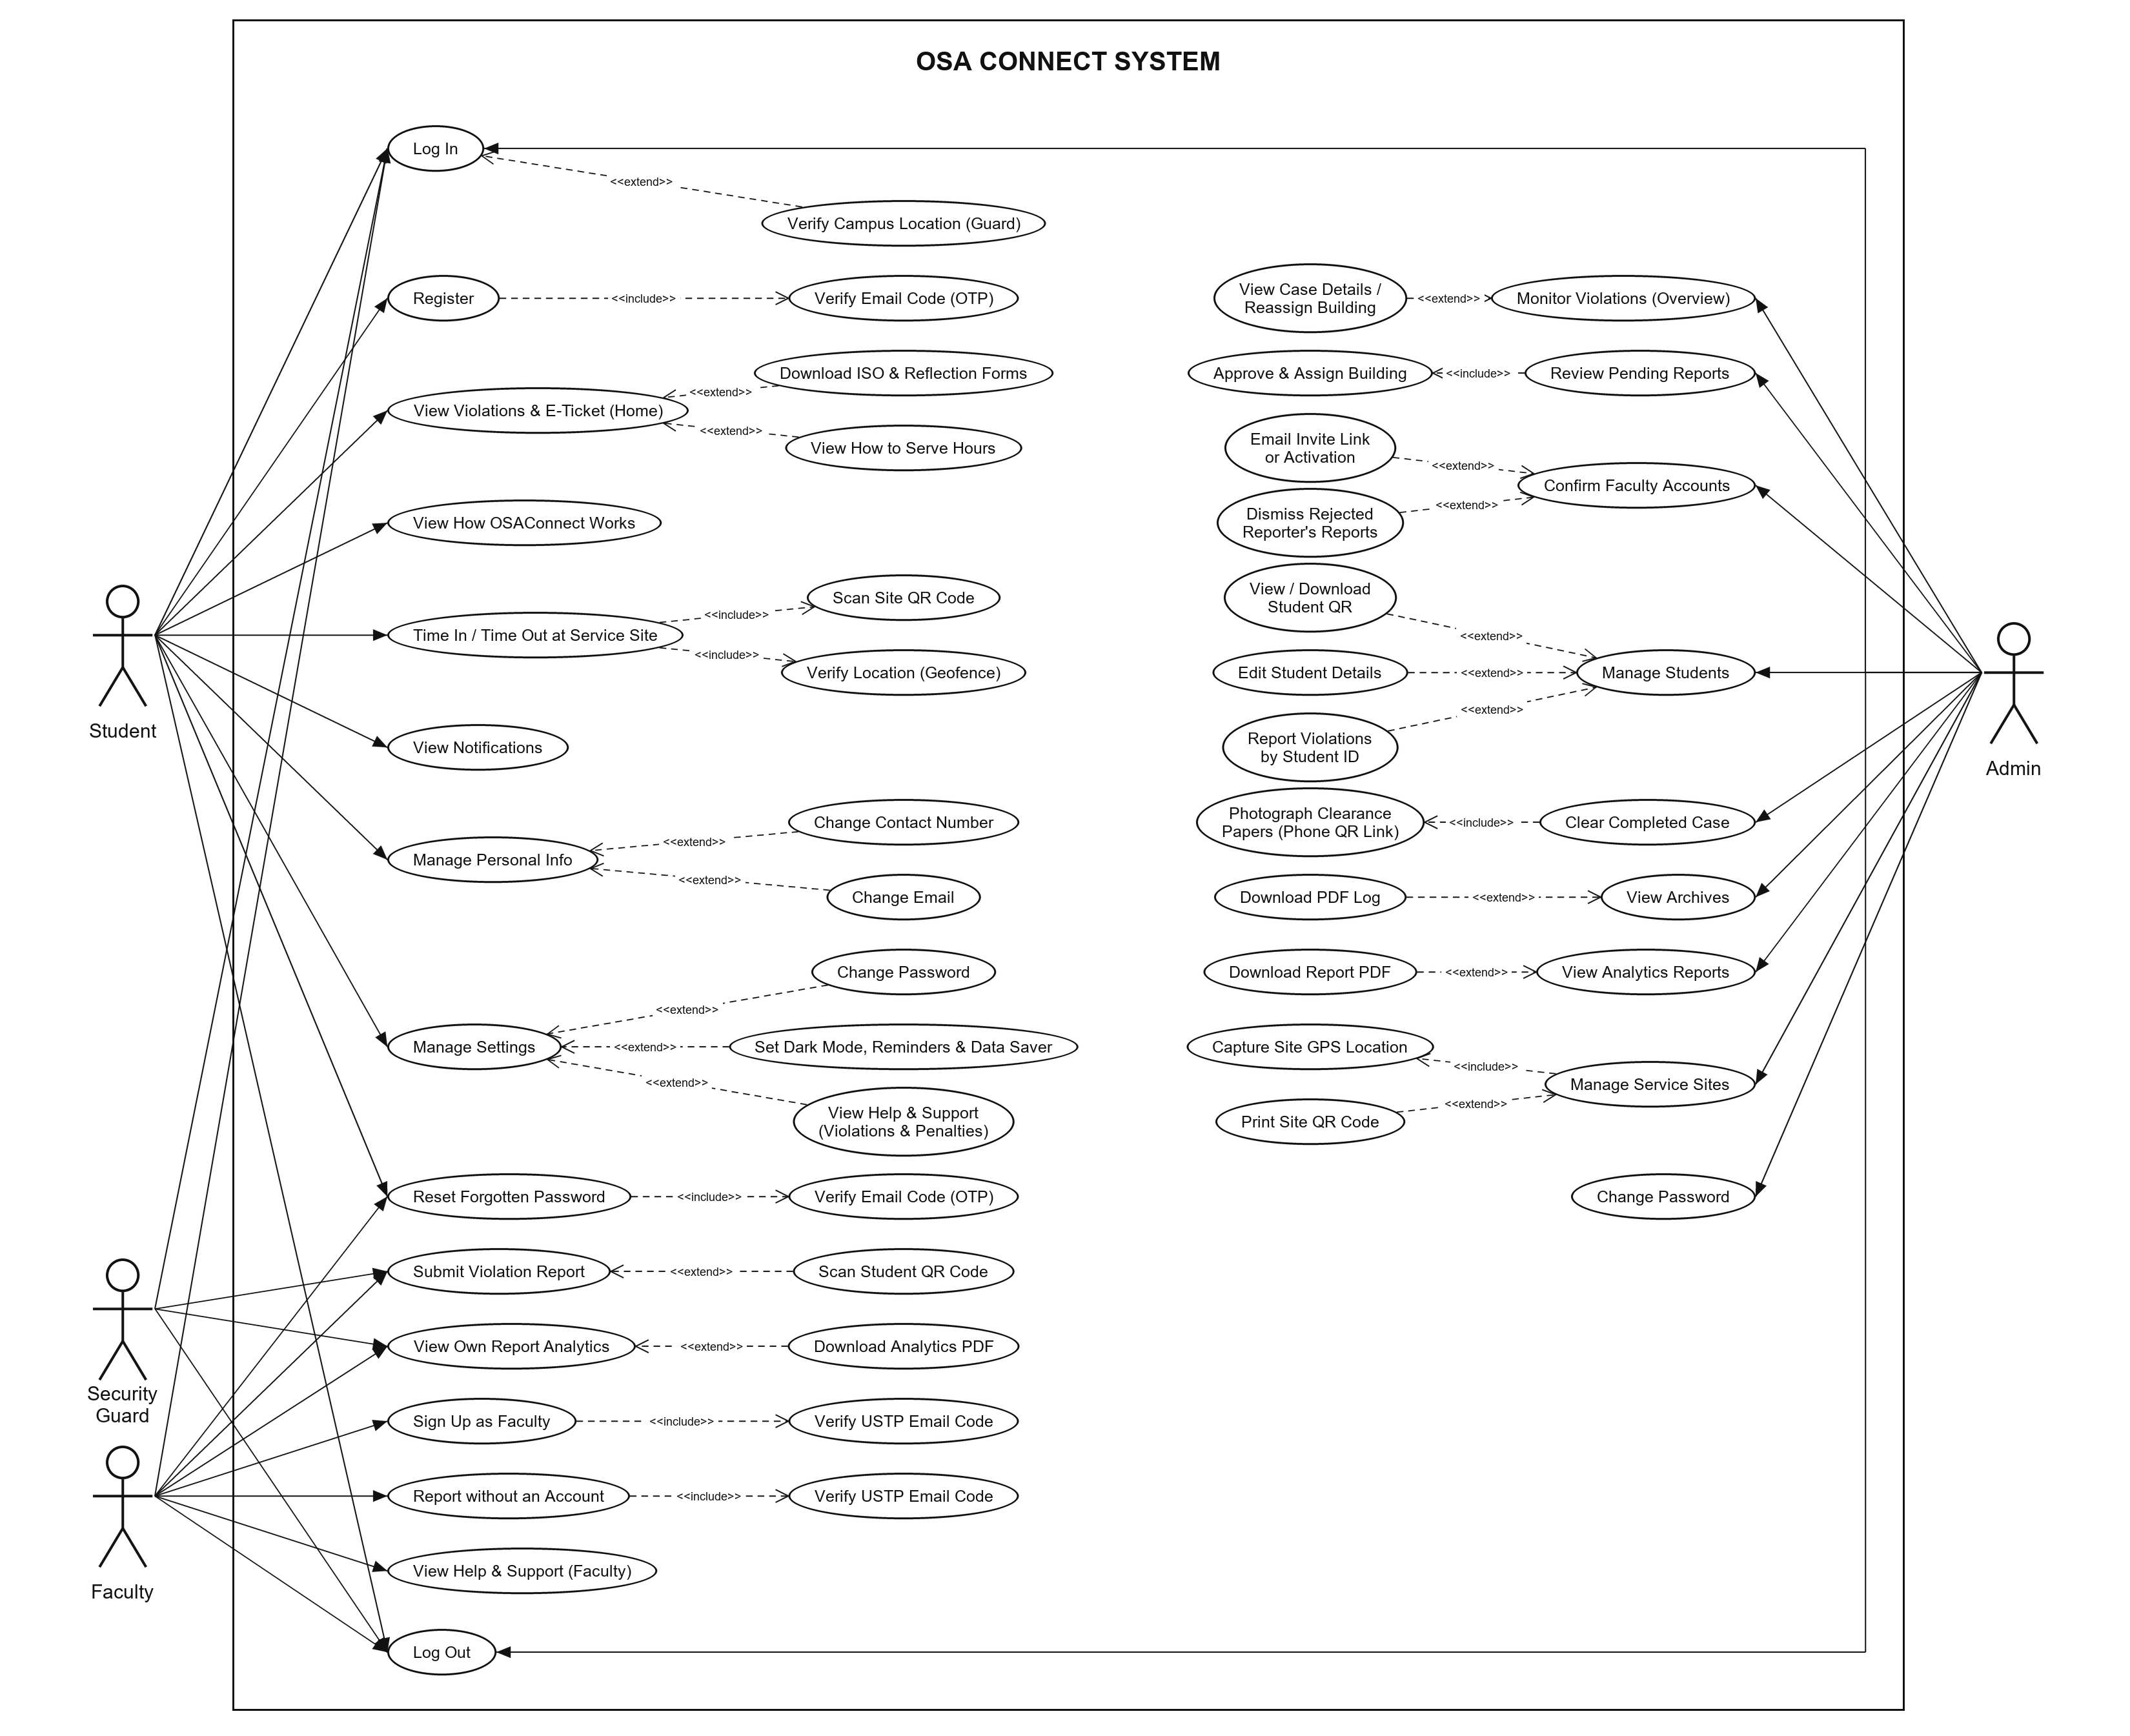 OSA CONNECT SYSTEM
Log In
<<extend>>
Verify Campus Location (Guard)
Register
<<include>>
Verify Email Code (OTP)
View Violations & E-Ticket (Home)
<<extend>>
Download ISO & Reflection Forms
<<extend>>
View How to Serve Hours
View How OSAConnect Works
Time In / Time Out at Service Site
<<include>>
Scan Site QR Code
<<include>>
Verify Location (Geofence)
Student
View Notifications
Manage Personal Info
<<extend>>
Change Contact Number
<<extend>>
Change Email
Manage Settings
<<extend>>
Change Password
<<extend>>
Set Dark Mode, Reminders & Data Saver
<<extend>>
View Help & Support
(Violations & Penalties)
Reset Forgotten Password
<<include>>
Verify Email Code (OTP)
Submit Violation Report
<<extend>>
Scan Student QR Code
View Own Report Analytics
<<extend>>
Download Analytics PDF
Security
Guard
Sign Up as Faculty
<<include>>
Verify USTP Email Code
Report without an Account
<<include>>
Verify USTP Email Code
View Help & Support (Faculty)
Faculty
Log Out
View Case Details /
Reassign Building
<<extend>>
Monitor Violations (Overview)
Approve & Assign Building
<<include>>
Review Pending Reports
Email Invite Link
or Activation
<<extend>>
Confirm Faculty Accounts
Dismiss Rejected
Reporter's Reports
<<extend>>
View / Download
Student QR
<<extend>>
Edit Student Details
<<extend>>
Manage Students
Report Violations
by Student ID
<<extend>>
Admin
Photograph Clearance
Papers (Phone QR Link)
<<include>>
Clear Completed Case
Download PDF Log
<<extend>>
View Archives
Download Report PDF
<<extend>>
View Analytics Reports
Capture Site GPS Location
<<include>>
Manage Service Sites
Print Site QR Code
<<extend>>
Change Password